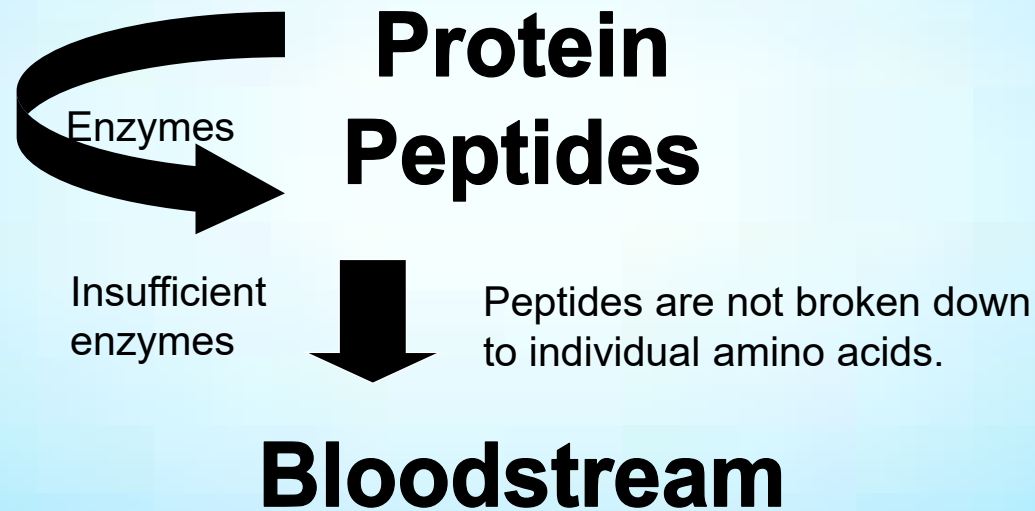 Protein
Enzymes
Peptides
Insufficient
enzymes
Peptides are not broken down
to individual amino acids.
Bloodstream